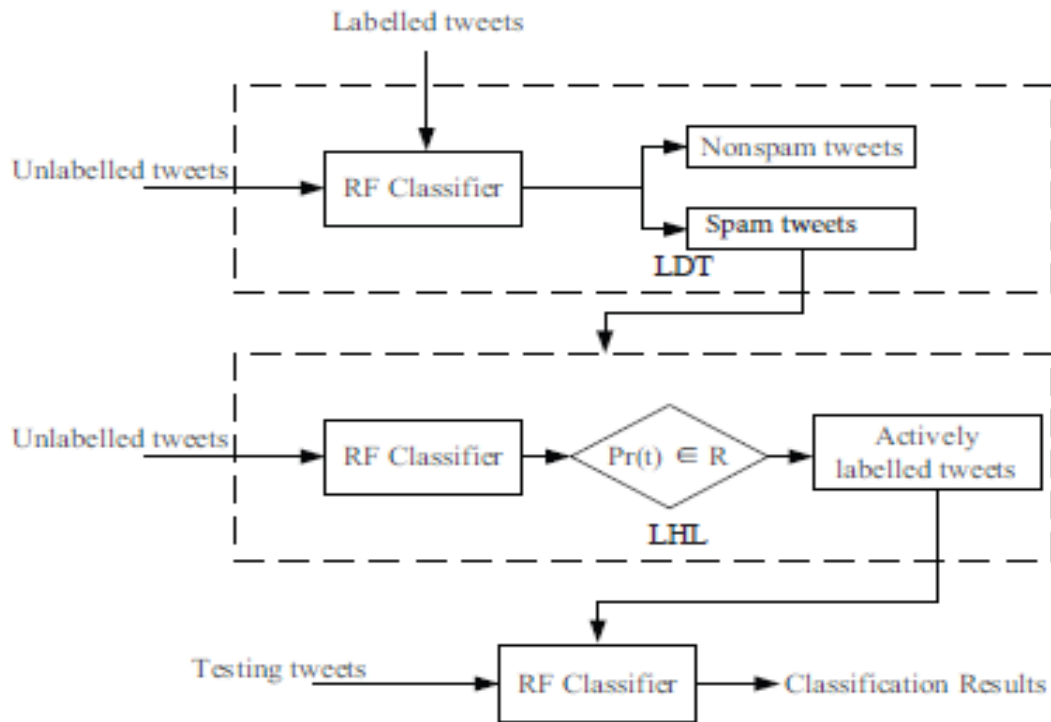 Labelled tweets
Unlabelled tweets
RF Classifier
Nonspam tweets
Spam tweets
LDT
Unlabelled tweets
RF Classifier
Pr(t) ∈ R
Actively
labelled tweets
LHL
Testing tweets
RF Classifier
Classification Results